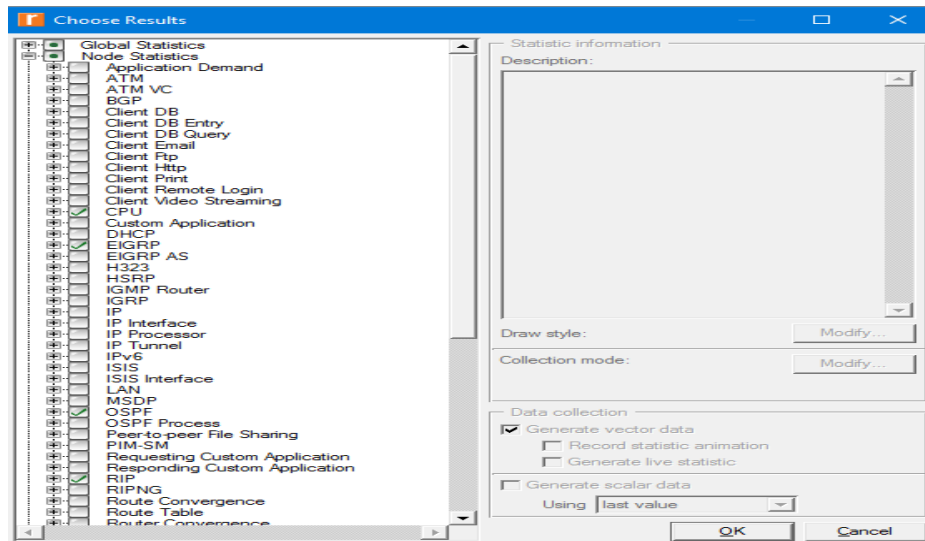 Choose Results
Global Statistics
Node Statistics
Application Demand
ATM
ATM VC
BGP
Client DB
Client DB Entry
Client DB Query
Client Email
Client Ftp
Client Http
Client Print
Client Remote Login
Client Video Streaming
CPU
Custom Application
DHCP
EIGRP
EIGRP AS
H323
HSRP
IGMP Router
IGRP
IP
IP Interface
IP Processor
IP Tunnel
IPv6
ISIS
ISIS Interface
LAN
MSDP
OSPF
OSPF Process
Peer-to-peer File Sharing
PIM-SM
Requesting Custom Application
Responding Custom Application
RIP
RIPNG
Route Convergence
Route Table
Router Convergence
Statistic information
Description:
Draw style:
Modify...
Collection mode:
Modify...
Data collection
Generate vector data
Record statistic animation
Generate live statistic
Generate scalar data
Using last value
OK
Cancel